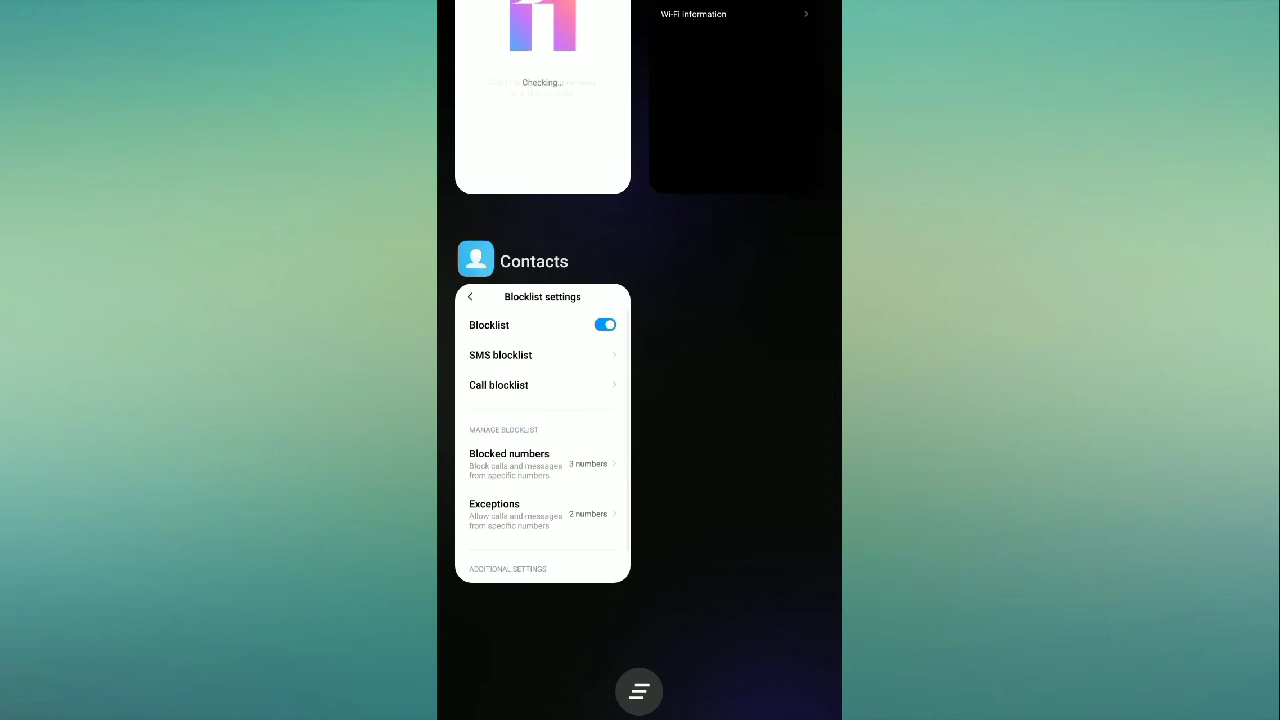 Wi-Fi Information
Checking...
Contacts
Blocklist settings
Blocklist
SMS blocklist
Call blocklist
MANAGE BLOCKLIST
Blocked numbers
Block calls and messages
from specific numbers
3 numbers
Exceptions
Allow calls and messages
from specific numbers
2 numbers
ADDITIONAL SETTINGS